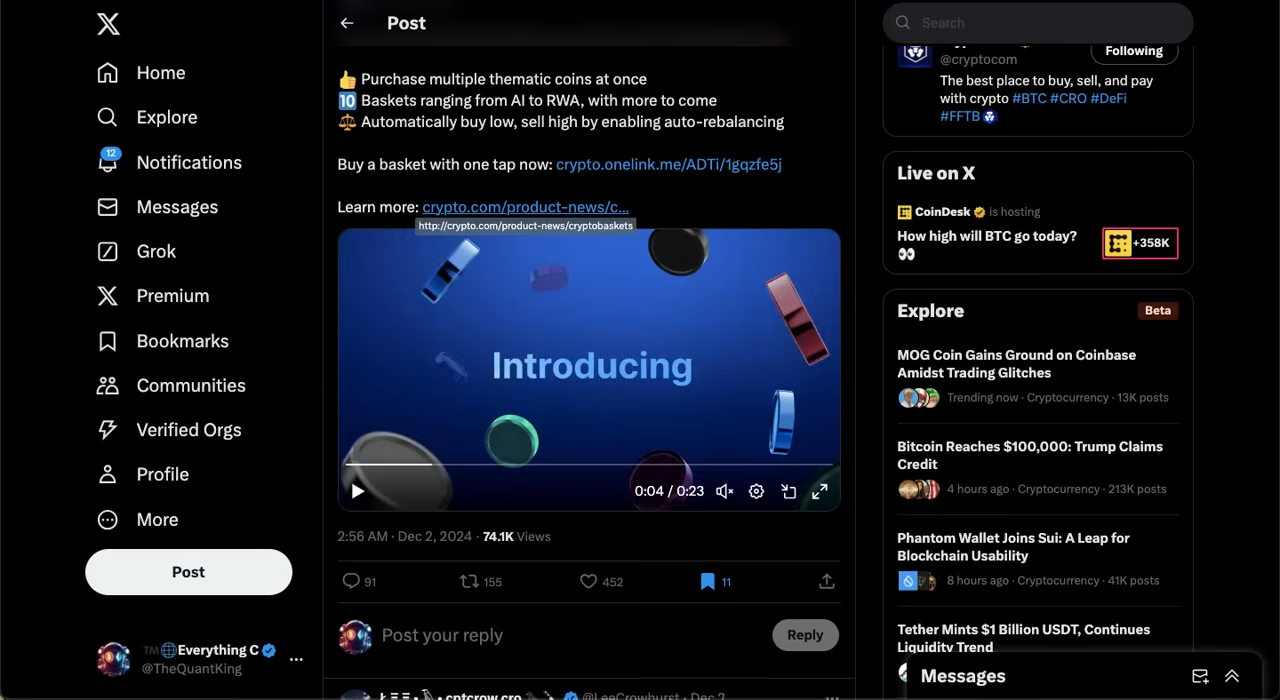 Home
Explore
12
Notifications
Messages
Grok
Premium
Bookmarks
Communities
Verified Orgs
Profile
More
Post
™🌐Everything C
@TheQuantKing
Post
👍 Purchase multiple thematic coins at once
🔟 Baskets ranging from AI to RWA, with more to come
⚖️ Automatically buy low, sell high by enabling auto-rebalancing
Buy a basket with one tap now: crypto.onelink.me/ADTi/1gqzfe5j
Learn more: crypto.com/product-news/c…
http://crypto.com/product-news/cryptobaskets
Introducing
0:04 / 0:23
2:56 AM · Dec 2, 2024 · 74.1K Views
91 155 452 11
Post your reply
Reply
@LeeCrowhurst · Dec 2
Search
@cryptocom
Following
The best place to buy, sell, and pay
with crypto #BTC #CRO #DeFi
#FFTB
Live on X
CoinDesk is hosting
How high will BTC go today?
👀
+358K
Explore
Beta
MOG Coin Gains Ground on Coinbase
Amidst Trading Glitches
Trending now · Cryptocurrency · 13K posts
Bitcoin Reaches $100,000: Trump Claims
Credit
4 hours ago · Cryptocurrency · 213K posts
Phantom Wallet Joins Sui: A Leap for
Blockchain Usability
8 hours ago · Cryptocurrency · 41K posts
Tether Mints $1 Billion USDT, Continues
Liquidity Trend
Messages